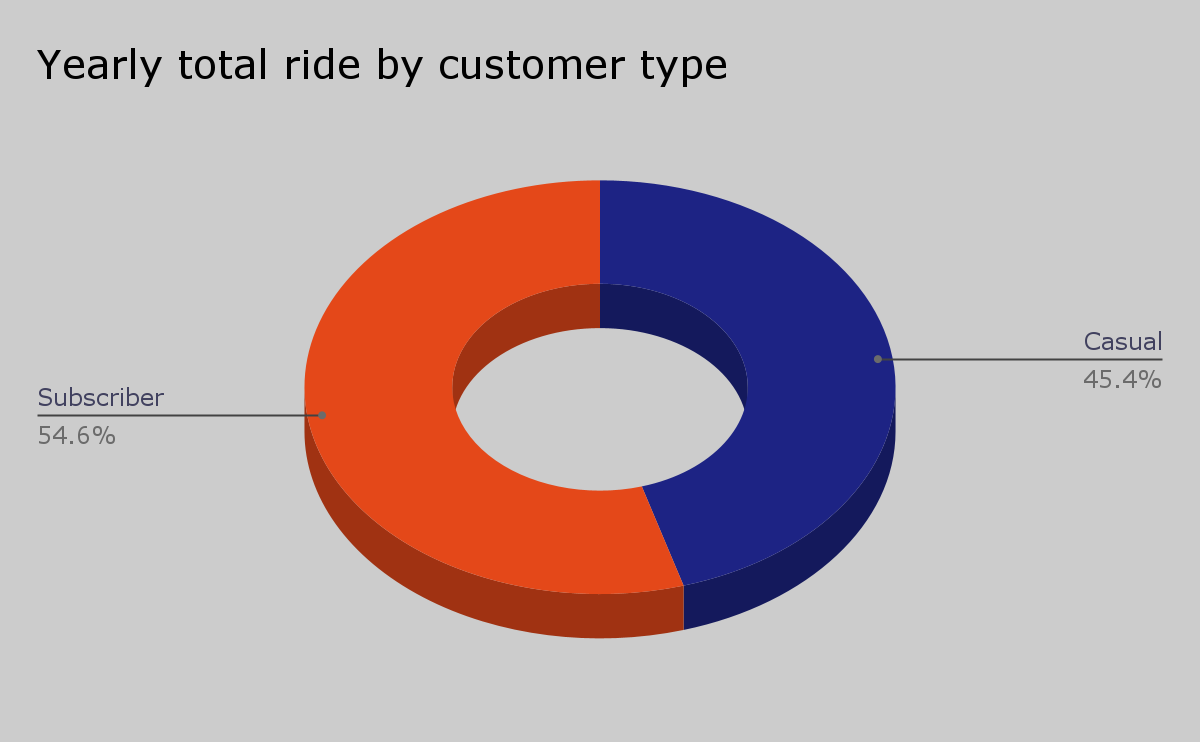 Yearly total ride by customer type
Casual
45.4%
Subscriber
54.6%